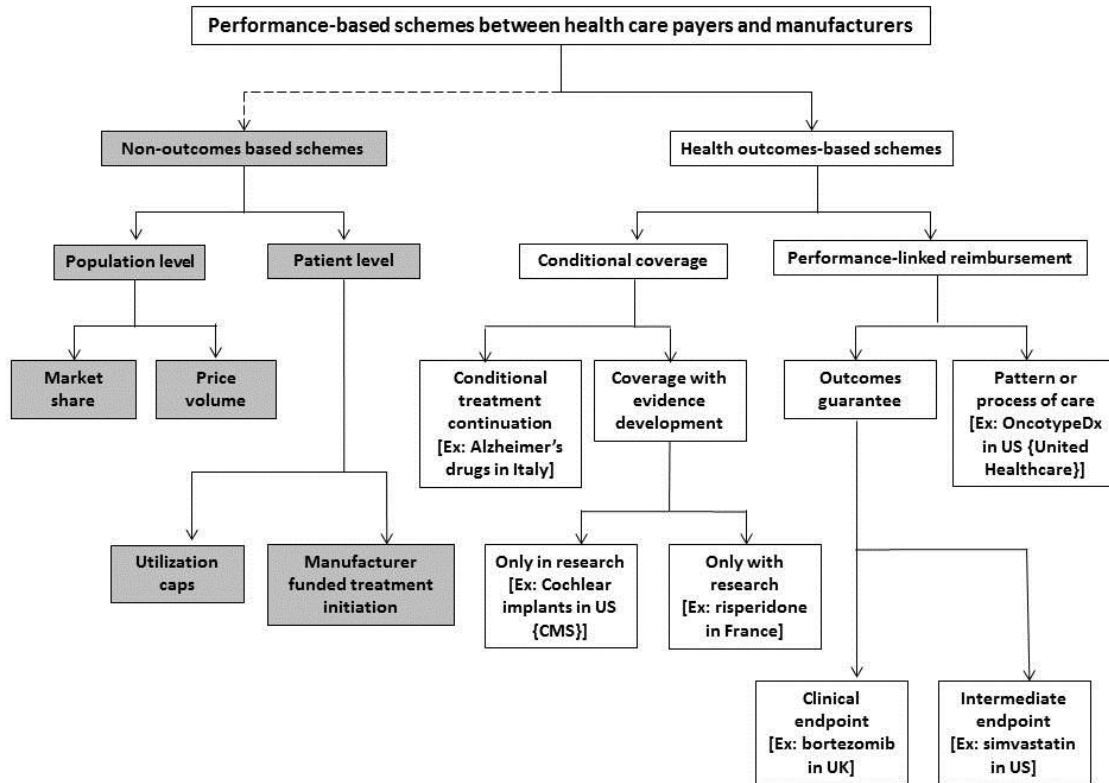 Performance-based schemes between health care payers and manufacturers
Non-outcomes based schemes
Health outcomes-based schemes
Population level
Patient level
Conditional coverage
Performance-linked reimbursement
Market
share
Price
volume
Conditional
treatment
continuation
[Ex: Alzheimer's
drugs in Italy]
Coverage with
evidence
development
Outcomes
guarantee
Pattern or
process of care
[Ex: OncotypeDx
in US {United
Healthcare}]
Utilization
caps
Manufacturer
funded treatment
initiation
Only in research
[Ex: Cochlear
implants in US
{CMS}]
Only with
research
[Ex: risperidone
in France]
Clinical
endpoint
[Ex: bortezomib
in UK]
Intermediate
endpoint
[Ex: simvastatin
in US]